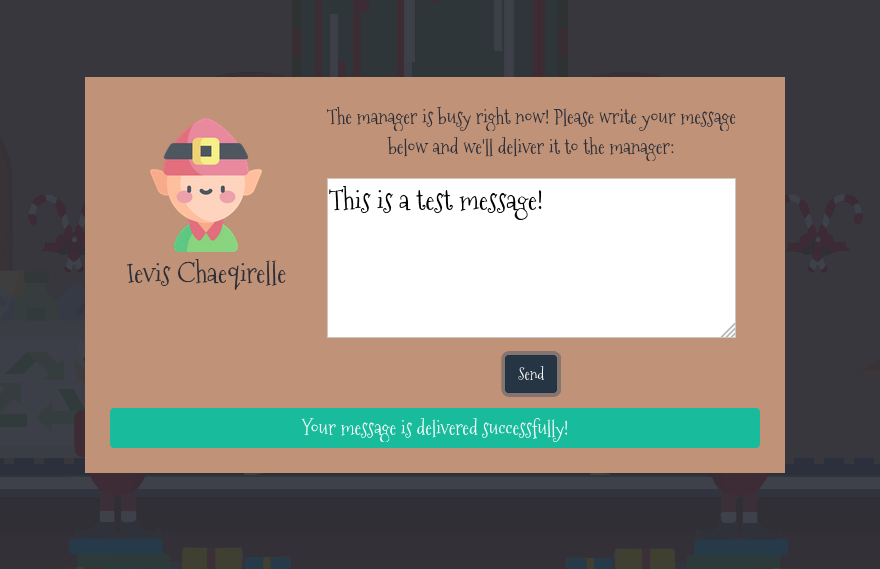 The manager is busy right now! Please write your message
below and we'll deliver it to the manager:
This is a test message!
Ievis Chaeqirelle
Send
Your message is delivered successfully!